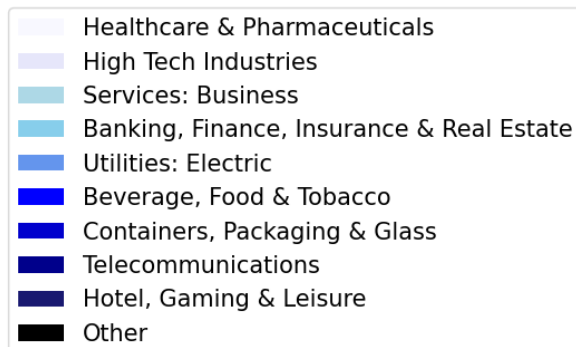 Healthcare & Pharmaceuticals
High Tech Industries
Services: Business
Banking, Finance, Insurance & Real Estate
Utilities: Electric
Beverage, Food & Tobacco
Containers, Packaging & Glass
Telecommunications
Hotel, Gaming & Leisure
Other